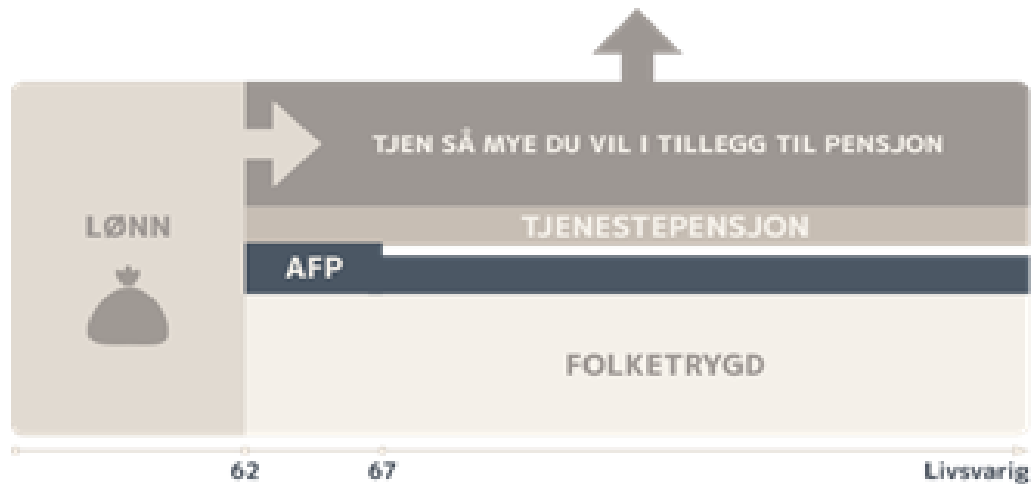 TJEN SÅ MYE DU VIL I TILLEGG TIL PENSJON
LØNN
TJENESTEPENSJON
AFP
FOLKETRYGD
62
67
Livsvarig